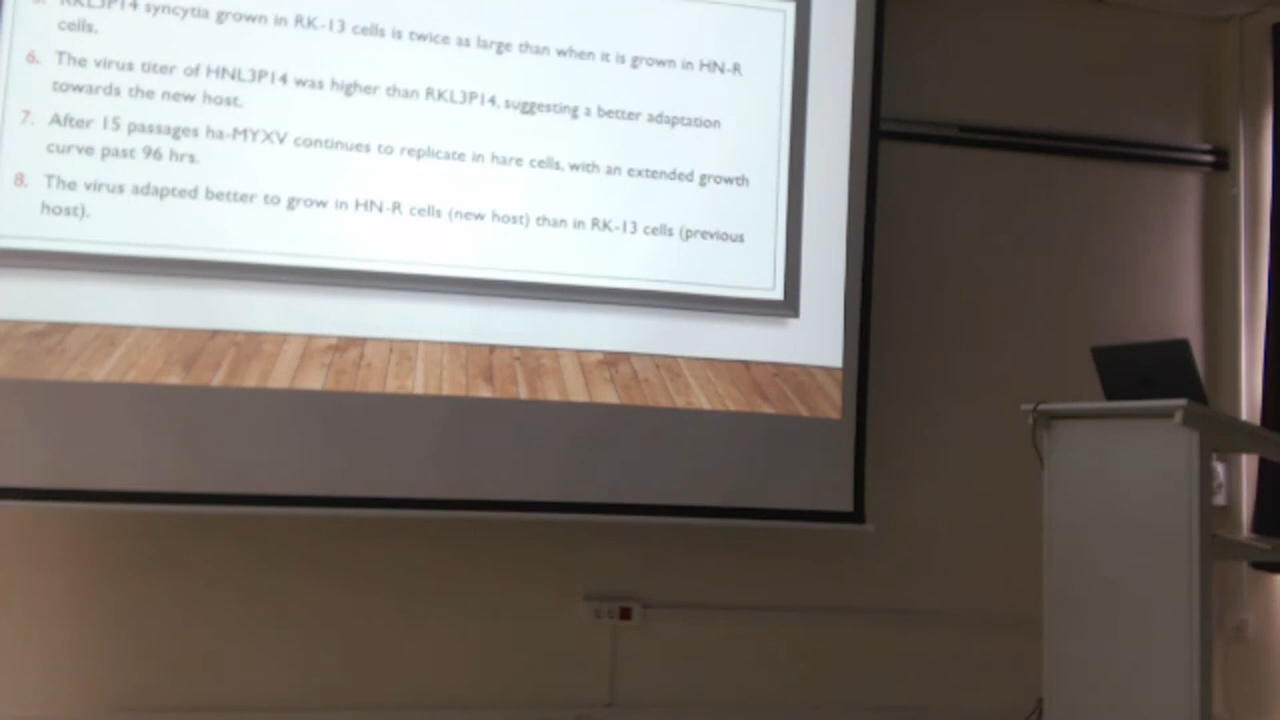 5. RKL3P14 syncytia grown in RK-13 cells is twice as large than when it is grown in HN-R
cells.
6. The virus titer of HNL3P14 was higher than RKL3P14, suggesting a better adaptation
towards the new host.
7. After 15 passages ha-MYXV continues to replicate in hare cells, with an extended growth
curve past 96 hrs.
8. The virus adapted better to grow in HN-R cells (new host) than in RK-13 cells (previous
host).